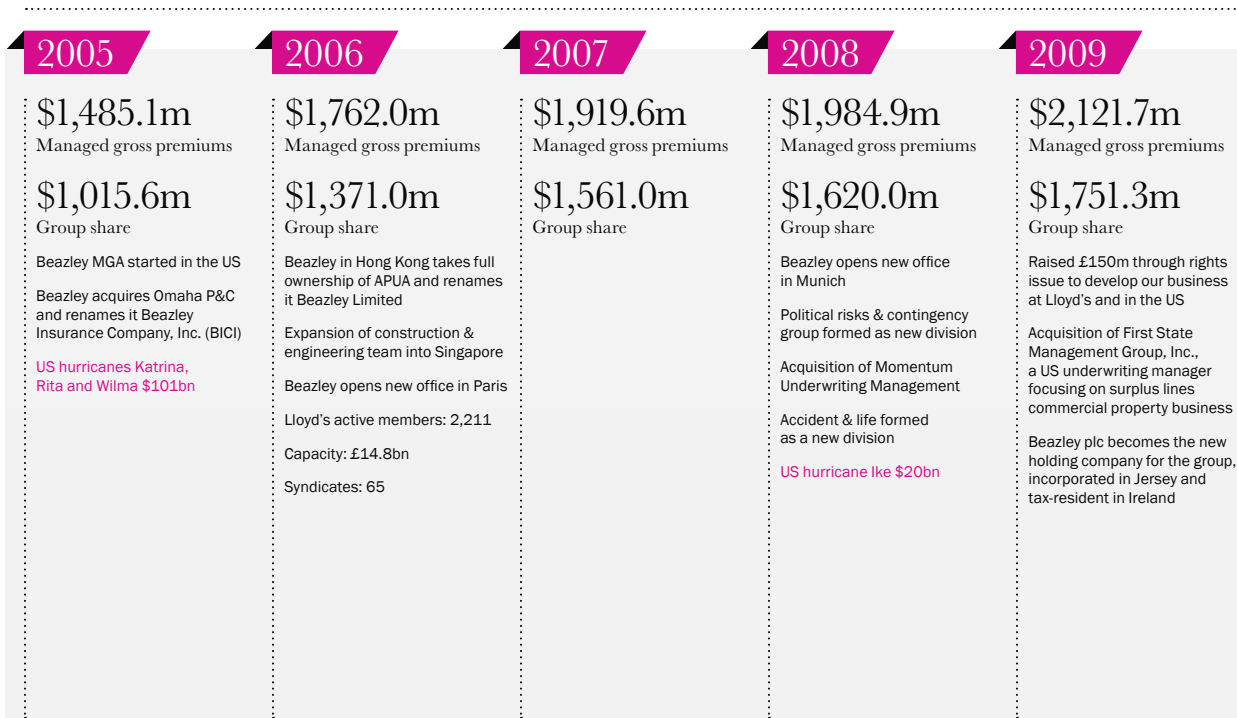 2005
$1,485.1m
Managed gross premiums
$1,015.6m
Group share
Beazley MGA started in the US
Beazley acquires Omaha P&C
and renames it Beazley
Insurance Company, Inc. (BICI)
US hurricanes Katrina,
Rita and Wilma $101bn
2006
$1,762.0m
Managed gross premiums
$1,371.0m
Group share
Beazley in Hong Kong takes full
ownership of APUA and renames
it Beazley Limited
Expansion of construction &
engineering team into Singapore
Beazley opens new office in Paris
Lloyd's active members: 2,211
Capacity: £14.8bn
Syndicates: 65
2007
$1,919.6m
Managed gross premiums
$1,561.0m
Group share
2008
$1,984.9m
Managed gross premiums
$1,620.0m
Group share
Beazley opens new office
in Munich
Political risks & contingency
group formed as new division
Acquisition of Momentum
Underwriting Management
Accident & life formed
as a new division
US hurricane Ike $20bn
2009
$2,121.7m
Managed gross premiums
$1,751.3m
Group share
Raised £150m through rights
issue to develop our business
at Lloyd's and in the US
Acquisition of First State
Management Group, Inc.,
a US underwriting manager
focusing on surplus lines
commercial property business
Beazley plc becomes the new
holding company for the group,
incorporated in Jersey and
tax-resident in Ireland